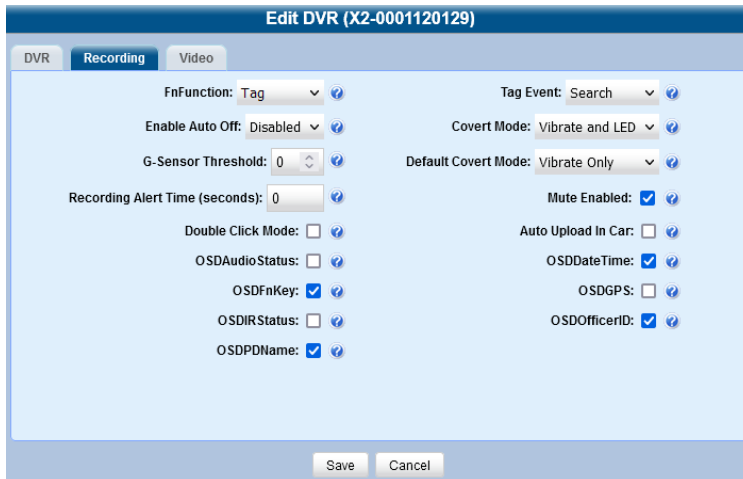 Edit DVR (X2-0001120129)
DVR Recording Video
FnFunction: Tag Tag Event: Search
Enable Auto Off: Disabled Covert Mode: Vibrate and LED
G-Sensor Threshold: 0 Default Covert Mode: Vibrate Only
Recording Alert Time (seconds): 0 Mute Enabled:
Double Click Mode: Auto Upload In Car:
OSDAudioStatus: OSDDateTime:
OSDFnKey: OSDGPS:
OSDIRStatus: OSDOfficerID:
OSDPDName:
Save Cancel